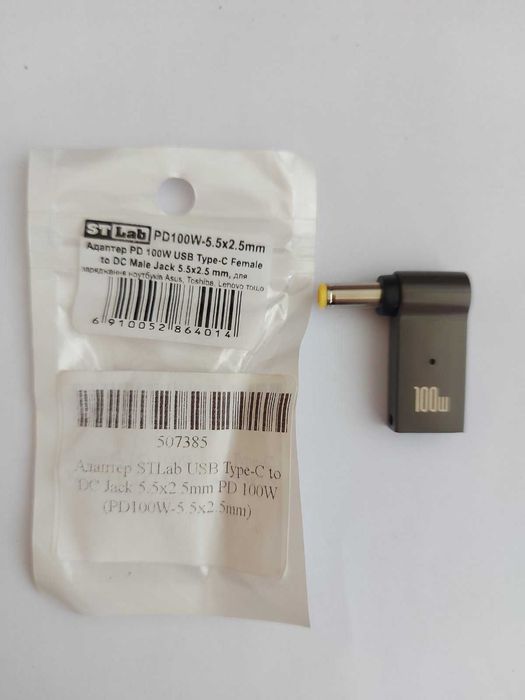 STLab PD100W-5.5x2.5mm
Адаптер PD 100W USB Type-C Female
to DC Male Jack 5.5x2.5 mm, для
заряджання ноутбуків Asus, Toshiba, Lenovo тощо
6 910052 864014
507385
Адаптер STLab USB Type-C to
DC Jack 5.5x2.5mm PD 100W
(PD100W-5.5x2.5mm)
100W